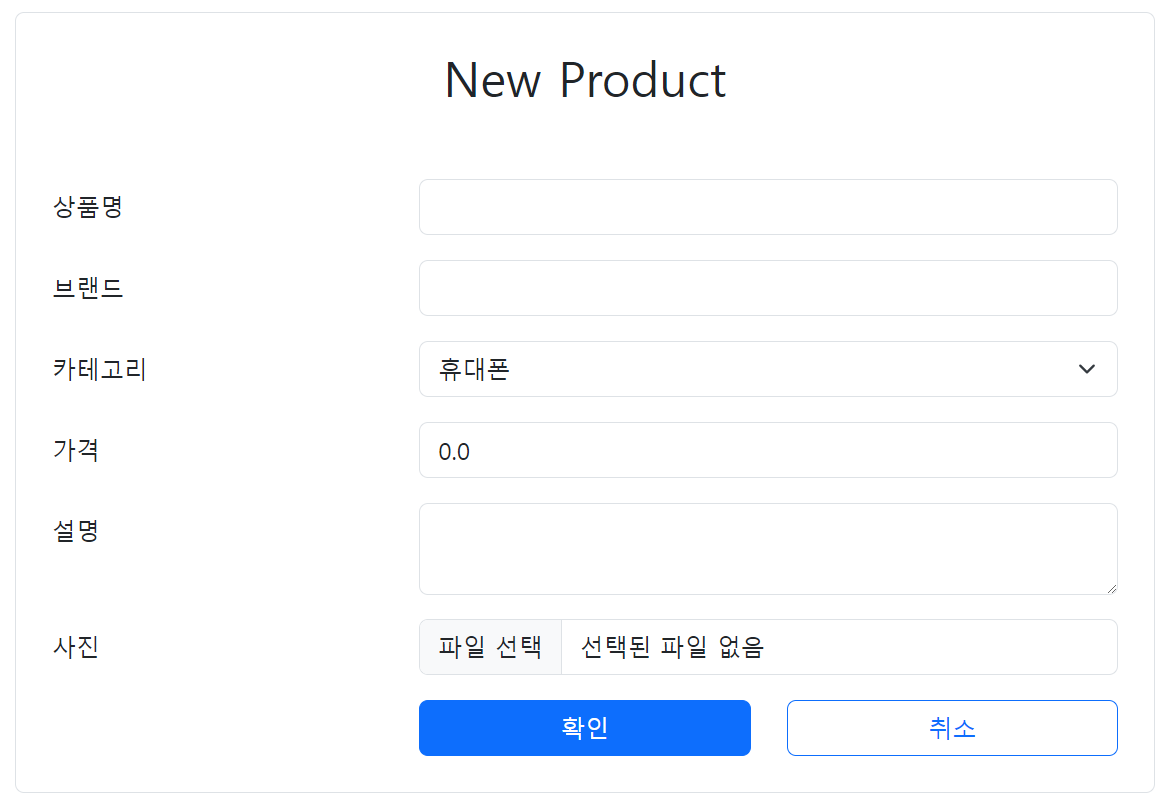 New Product
상품명
브랜드
카테고리 휴대폰
가격 0.0
설명
사진 파일 선택 선택된 파일 없음
확인 취소